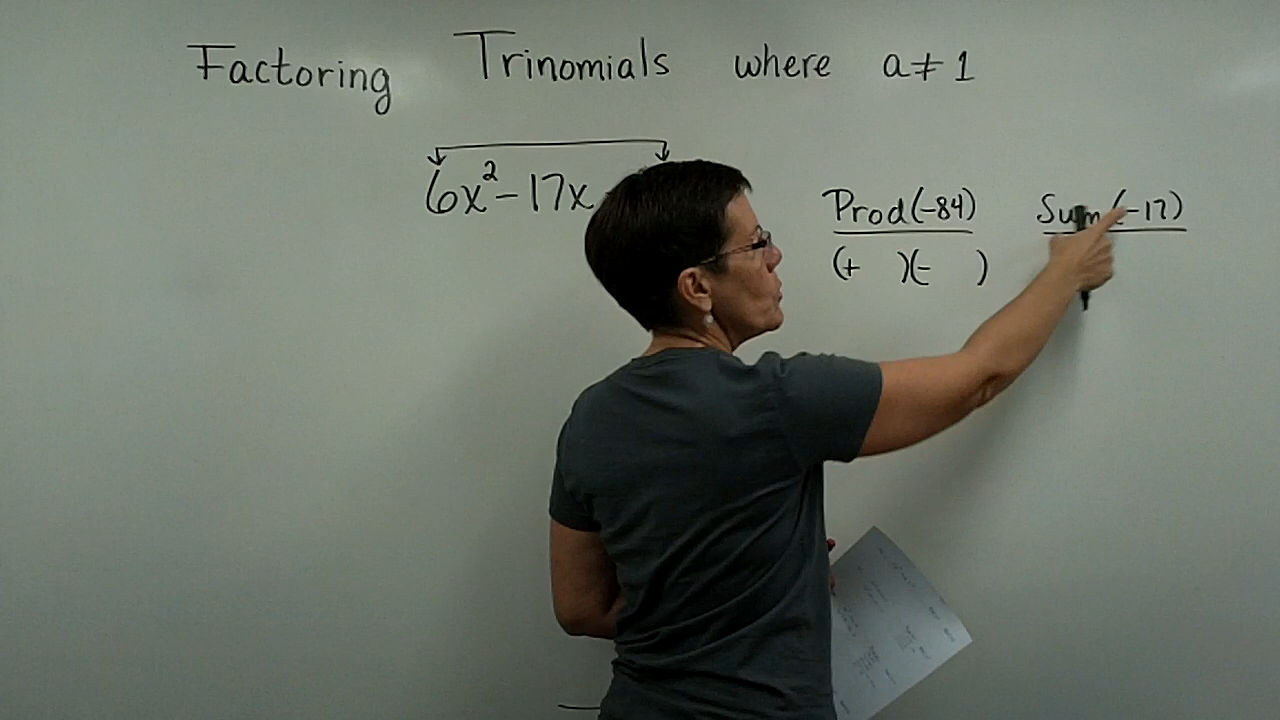 Factoring Trinomials where a≠1
6x²-17x
Prod(-84) Sum(-17)
(+ )(- )